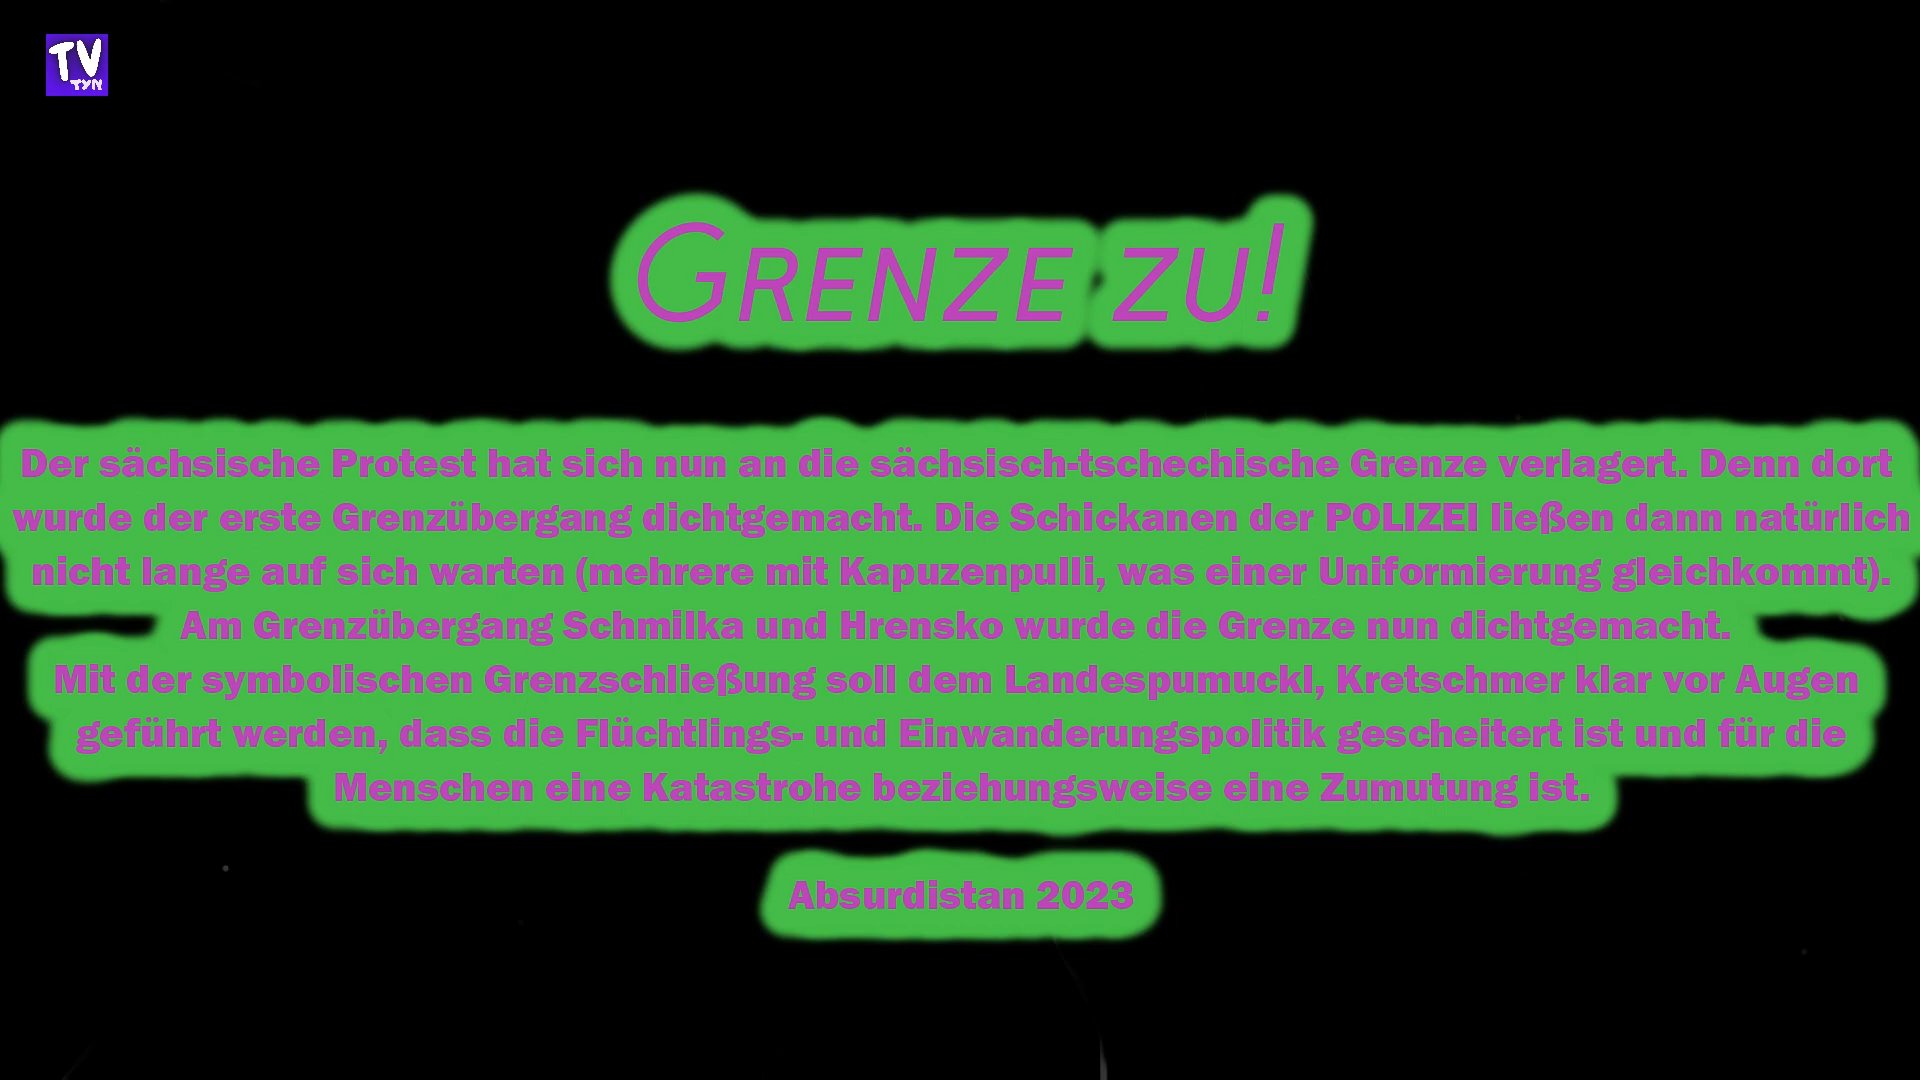 TV
TYN
GRENZE ZU!
Der sächsische Protest hat sich nun an die sächsisch-tschechische Grenze verlagert. Denn dort
wurde der erste Grenzübergang dichtgemacht. Die Schickanen der POLIZEI ließen dann natürlich
nicht lange auf sich warten (mehrere mit Kapuzenpulli, was einer Uniformierung gleichkommt).
Am Grenzübergang Schmilka und Hrensko wurde die Grenze nun dichtgemacht.
Mit der symbolischen Grenzschließung soll dem Landespumuckl, Kretschmer klar vor Augen
geführt werden, dass die Flüchtlings- und Einwanderungspolitik gescheitert ist und für die
Menschen eine Katastrohe beziehungsweise eine Zumutung ist.
Absurdistan 2023